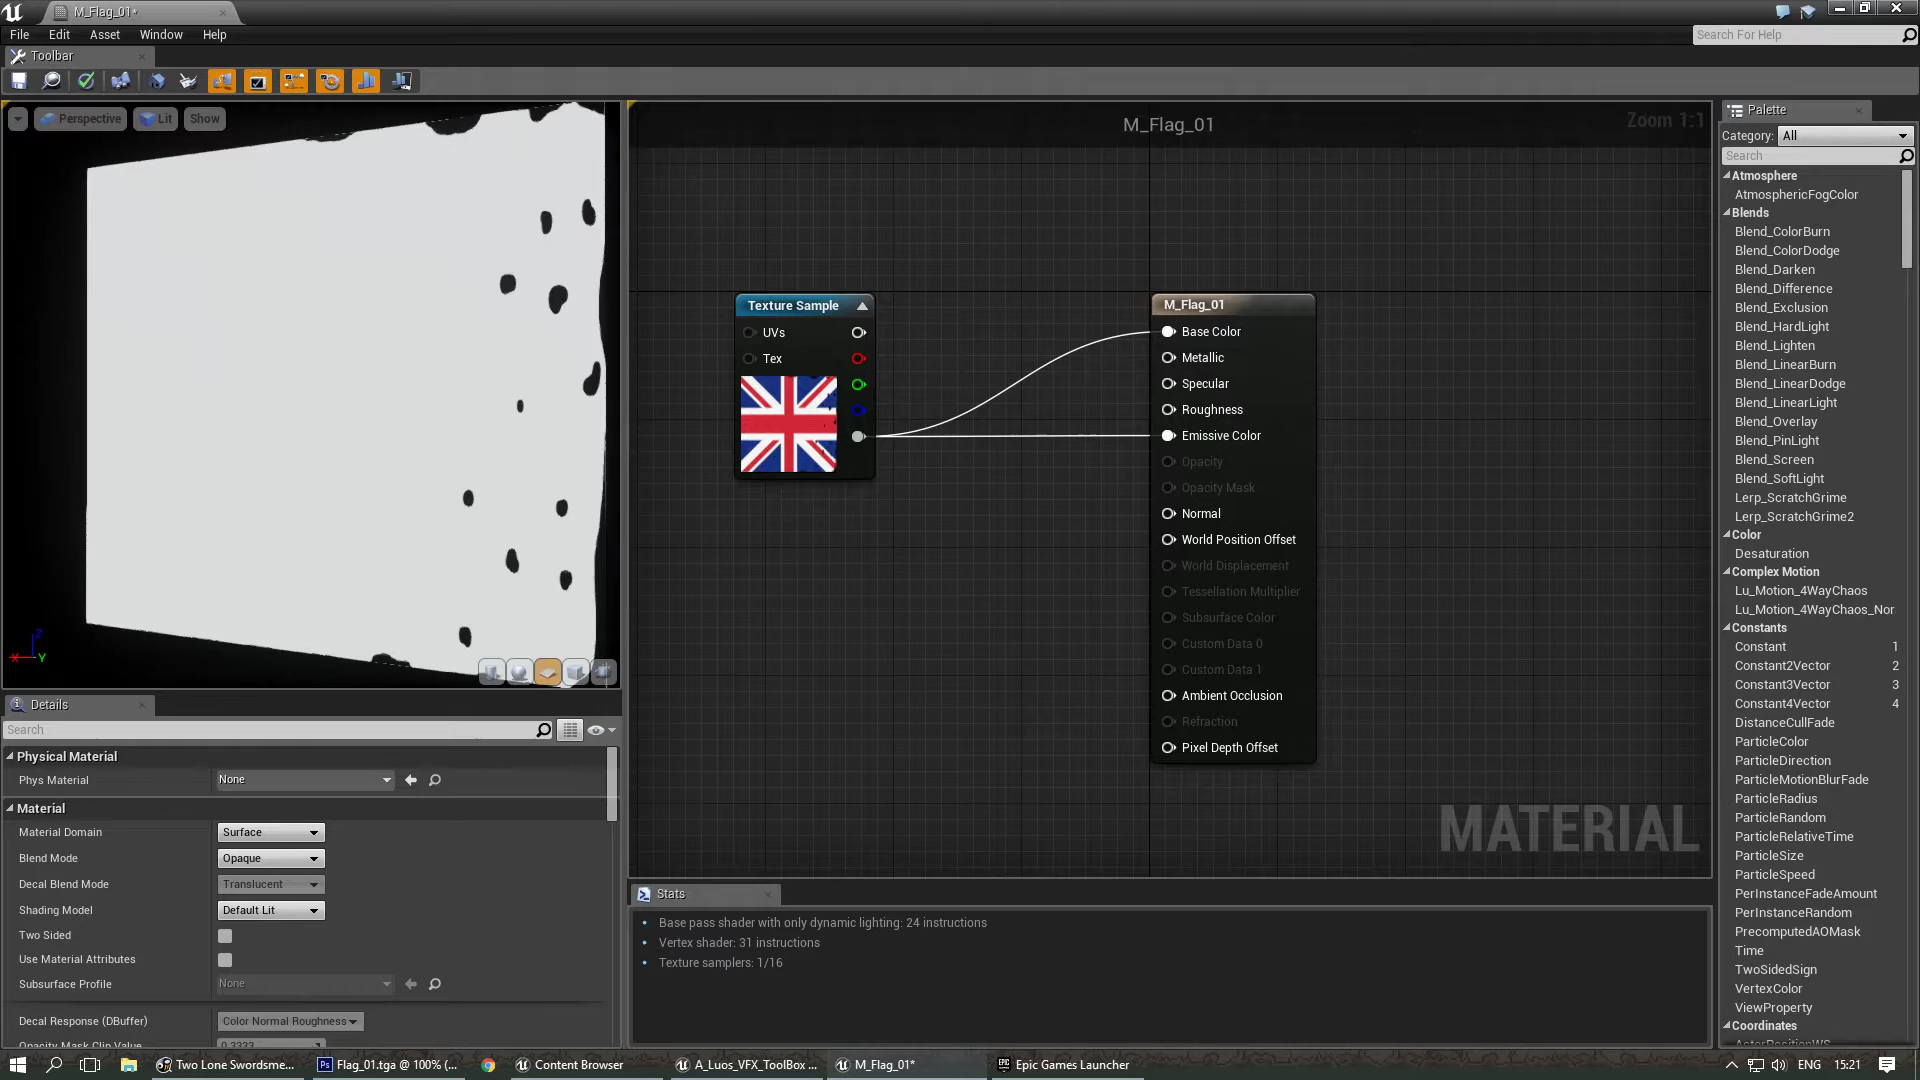 M_Flag_01*
File
Edit
Asset
Window
Help
Search For Help
Toolbar
Perspective
Lit
Show
Z
X
Y
Details
Search
Physical Material
Phys Material
None
Material
Material Domain
Surface
Blend Mode
Opaque
Decal Blend Mode
Translucent
Shading Model
Default Lit
Two Sided
Use Material Attributes
Subsurface Profile
None
Decal Response (DBuffer)
Color Normal Roughness
Opacity Mask Clip Value
0.3333
M_Flag_01
Zoom 1:1
Texture Sample
UVs
Tex
M_Flag_01
Base Color
Metallic
Specular
Roughness
Emissive Color
Opacity
Opacity Mask
Normal
World Position Offset
World Displacement
Tessellation Multiplier
Subsurface Color
Custom Data 0
Custom Data 1
Ambient Occlusion
Refraction
Pixel Depth Offset
MATERIAL
Stats
Base pass shader with only dynamic lighting: 24 instructions
Vertex shader: 31 instructions
Texture samplers: 1/16
Palette
Category:
All
Search
Atmosphere
AtmosphericFogColor
Blends
Blend_ColorBurn
Blend_ColorDodge
Blend_Darken
Blend_Difference
Blend_Exclusion
Blend_HardLight
Blend_Lighten
Blend_LinearBurn
Blend_LinearDodge
Blend_LinearLight
Blend_Overlay
Blend_PinLight
Blend_Screen
Blend_SoftLight
Lerp_ScratchGrime
Lerp_ScratchGrime2
Color
Desaturation
Complex Motion
Lu_Motion_4WayChaos
Lu_Motion_4WayChaos_Nor
Constants
Constant 1
Constant2Vector 2
Constant3Vector 3
Constant4Vector 4
DistanceCullFade
ParticleColor
ParticleDirection
ParticleMotionBlurFade
ParticleRadius
ParticleRandom
ParticleRelativeTime
ParticleSize
ParticleSpeed
PerInstanceFadeAmount
PerInstanceRandom
PrecomputedAOMask
Time
TwoSidedSign
VertexColor
ViewProperty
Coordinates
ActorPositionWS
Two Lone Swordsme...
Flag_01.tga @ 100% (...
Content Browser
A_Luos_VFX_ToolBox ...
M_Flag_01*
Epic Games Launcher
ENG
15:21